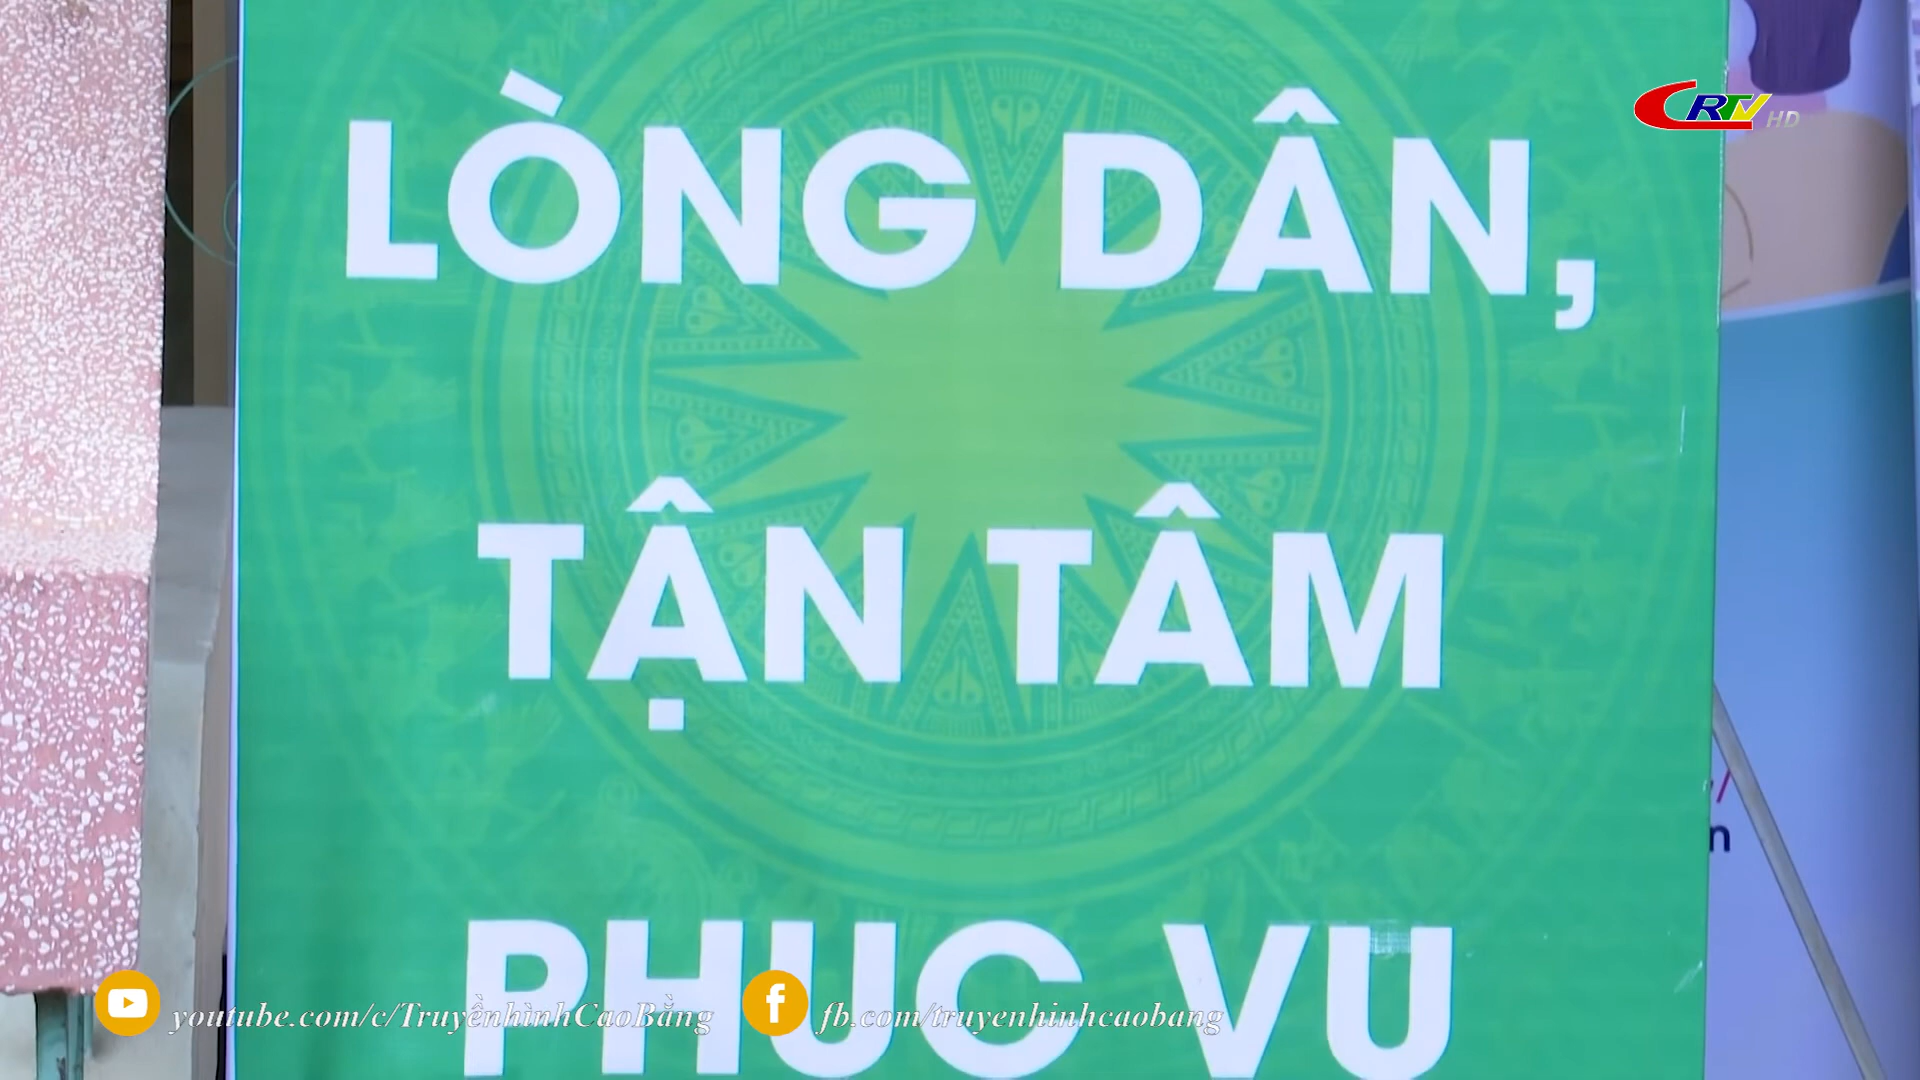 CRTV HD
LÒNG DÂN,
TẬN TÂM
PHỤC VỤ
youtube.com/c/TruyềnhìnhCaoBằng
fb.com/truyenhinhcaobang